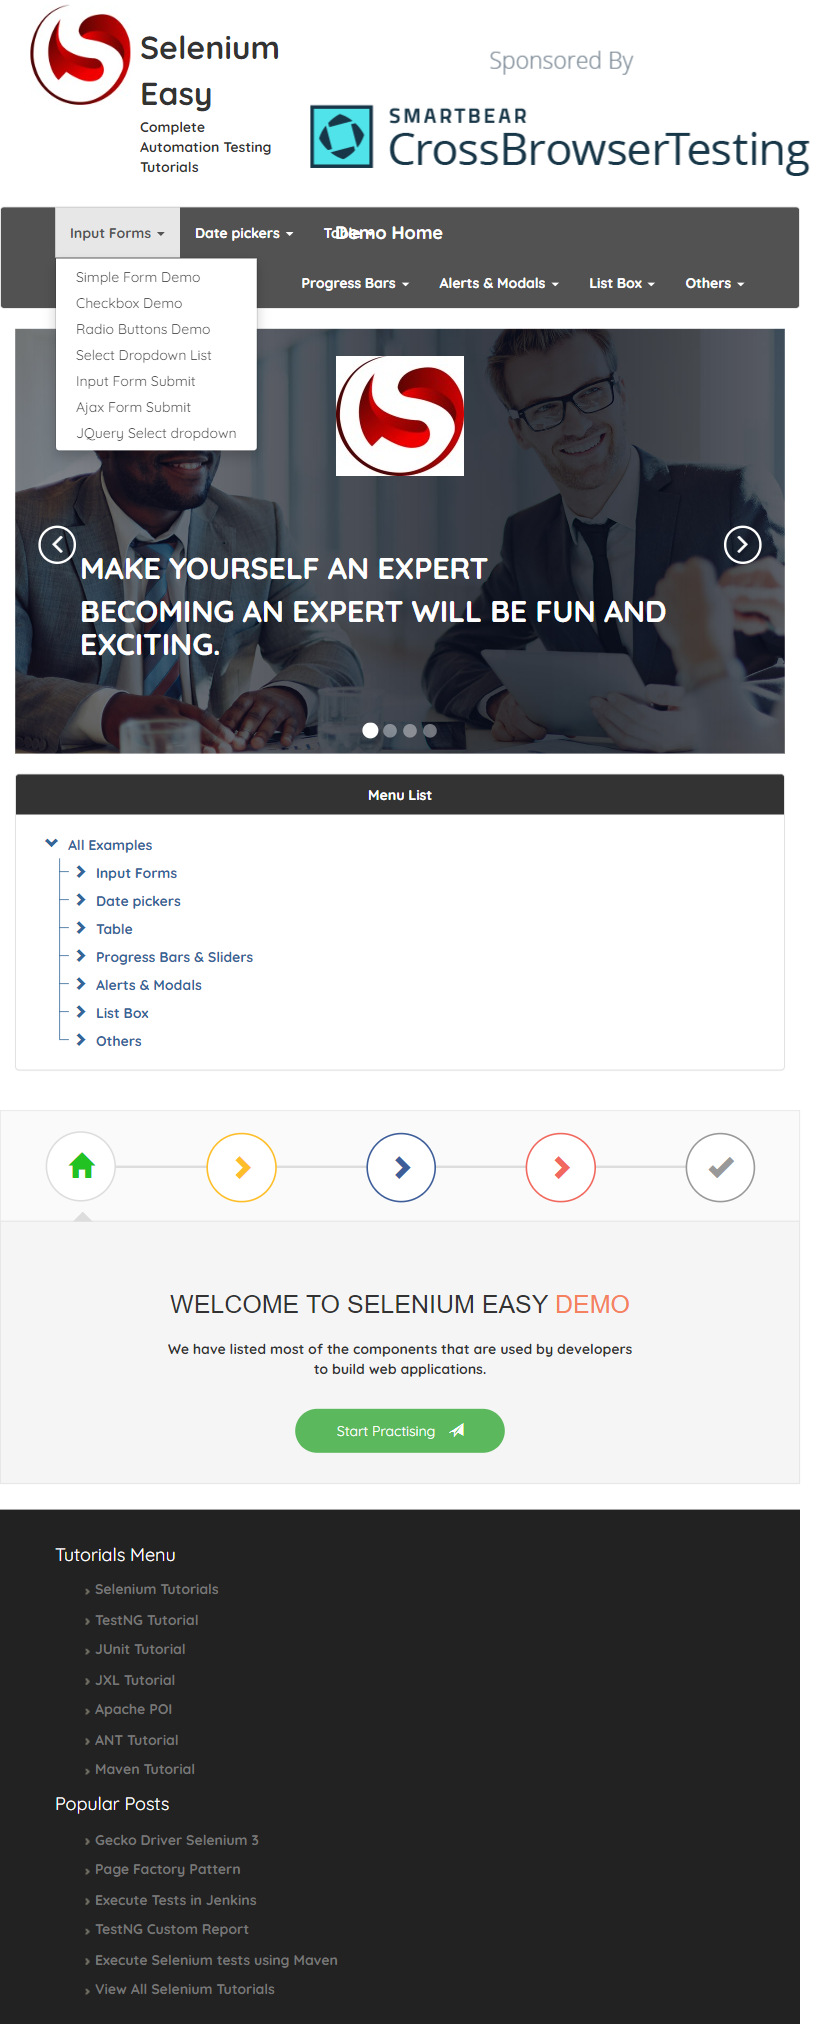 Selenium
Easy
Complete
Automation Testing
Tutorials
Sponsored By
SMARTBEAR
CrossBrowserTesting
Input Forms
Date pickers
Table
Demo Home
Progress Bars
Alerts & Modals
List Box
Others
Simple Form Demo
Checkbox Demo
Radio Buttons Demo
Select Dropdown List
Input Form Submit
Ajax Form Submit
JQuery Select dropdown
MAKE YOURSELF AN EXPERT
BECOMING AN EXPERT WILL BE FUN AND
EXCITING.
Menu List
All Examples
Input Forms
Date pickers
Table
Progress Bars & Sliders
Alerts & Modals
List Box
Others
WELCOME TO SELENIUM EASY DEMO
We have listed most of the components that are used by developers
to build web applications.
Start Practising
Tutorials Menu
Selenium Tutorials
TestNG Tutorial
JUnit Tutorial
JXL Tutorial
Apache POI
ANT Tutorial
Maven Tutorial
Popular Posts
Gecko Driver Selenium 3
Page Factory Pattern
Execute Tests in Jenkins
TestNG Custom Report
Execute Selenium tests using Maven
View All Selenium Tutorials